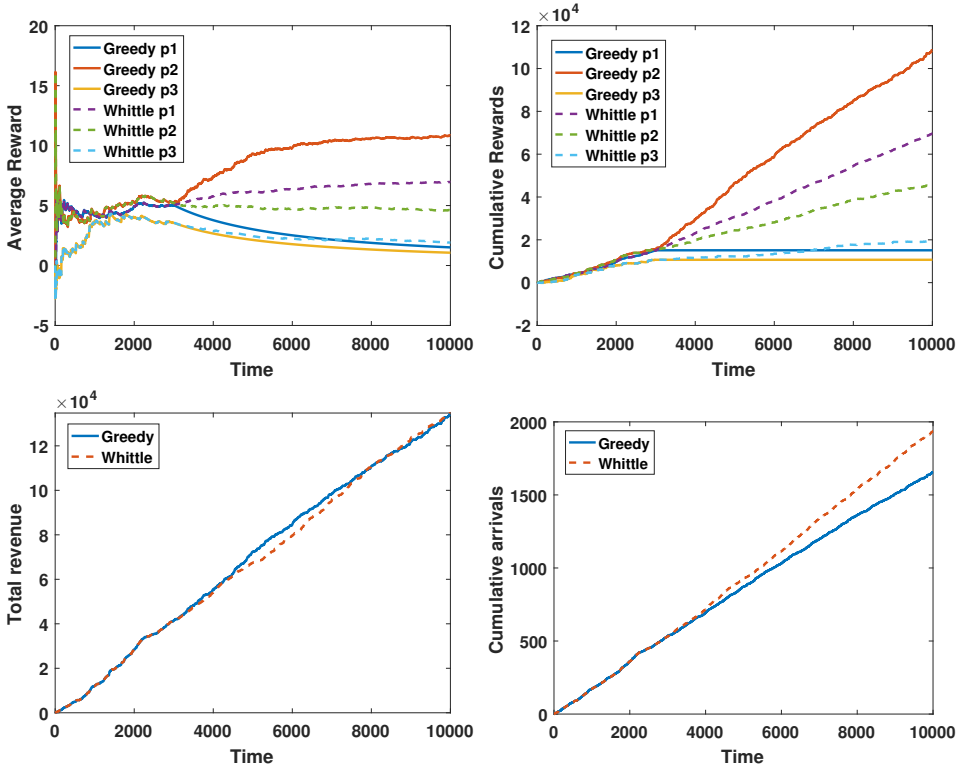 20
15
10
5
0
-5
Average Reward
Greedy p1
Greedy p2
Greedy p3
Whittle p1
Whittle p2
Whittle p3
0 2000 4000 6000 8000 10000
Time
× 10^4
12
10
8
6
4
2
0
-2
Cumulative Rewards
Greedy p1
Greedy p2
Greedy p3
Whittle p1
Whittle p2
Whittle p3
0 2000 4000 6000 8000 10000
Time
× 10^4
12
10
8
6
4
2
0
Total revenue
Greedy
Whittle
0 2000 4000 6000 8000 10000
Time
2000
1500
1000
500
0
Cumulative arrivals
Greedy
Whittle
0 2000 4000 6000 8000 10000
Time